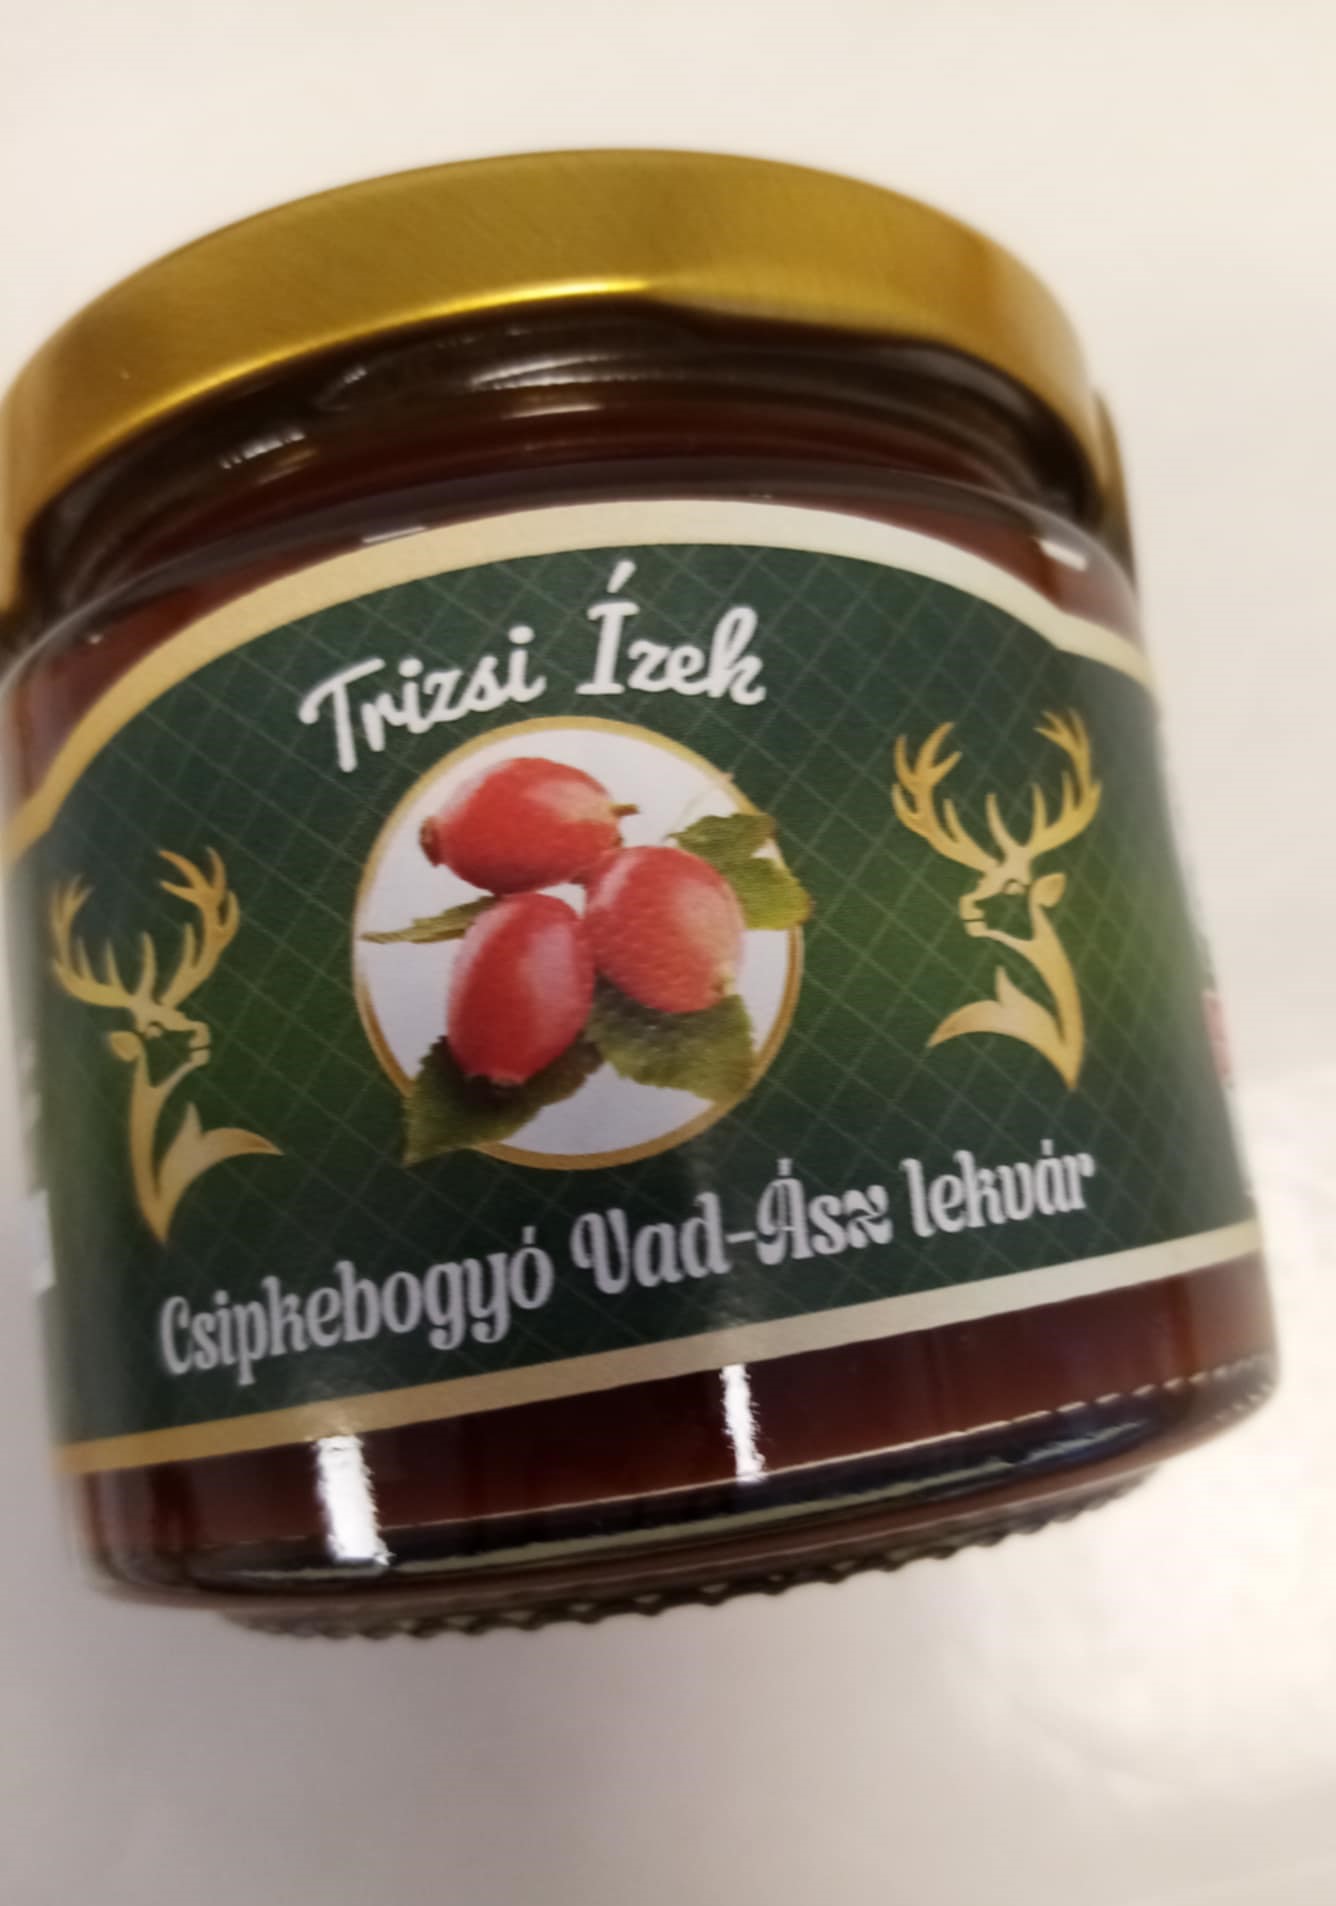 Trizsi Ízek
Csipkebogyó Vad-Ász lekvár